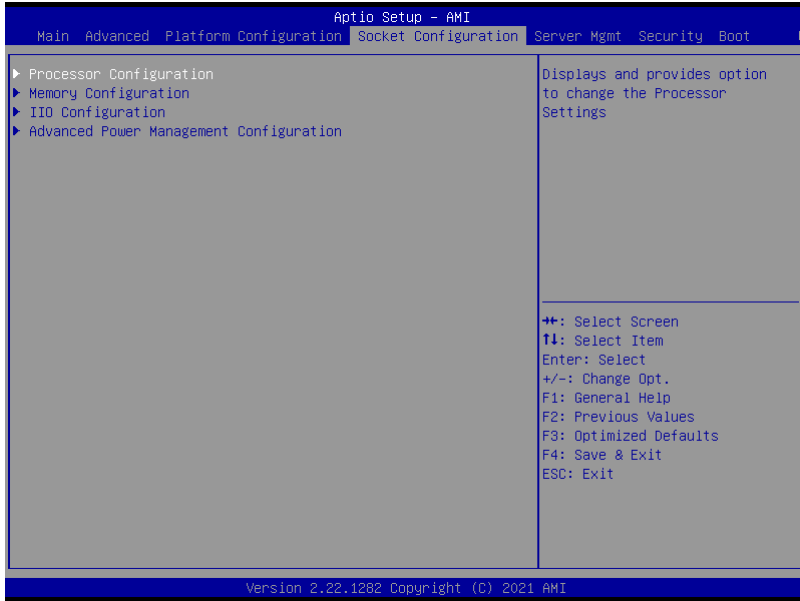 Aptio Setup – AMI
Main Advanced Platform Configuration Socket Configuration Server Mgmt Security Boot
Processor Configuration
Memory Configuration
IIO Configuration
Advanced Power Management Configuration
Displays and provides option
to change the Processor
Settings
→←: Select Screen
↑↓: Select Item
Enter: Select
+/-: Change Opt.
F1: General Help
F2: Previous Values
F3: Optimized Defaults
F4: Save & Exit
ESC: Exit
Version 2.22.1282 Copyright (C) 2021 AMI